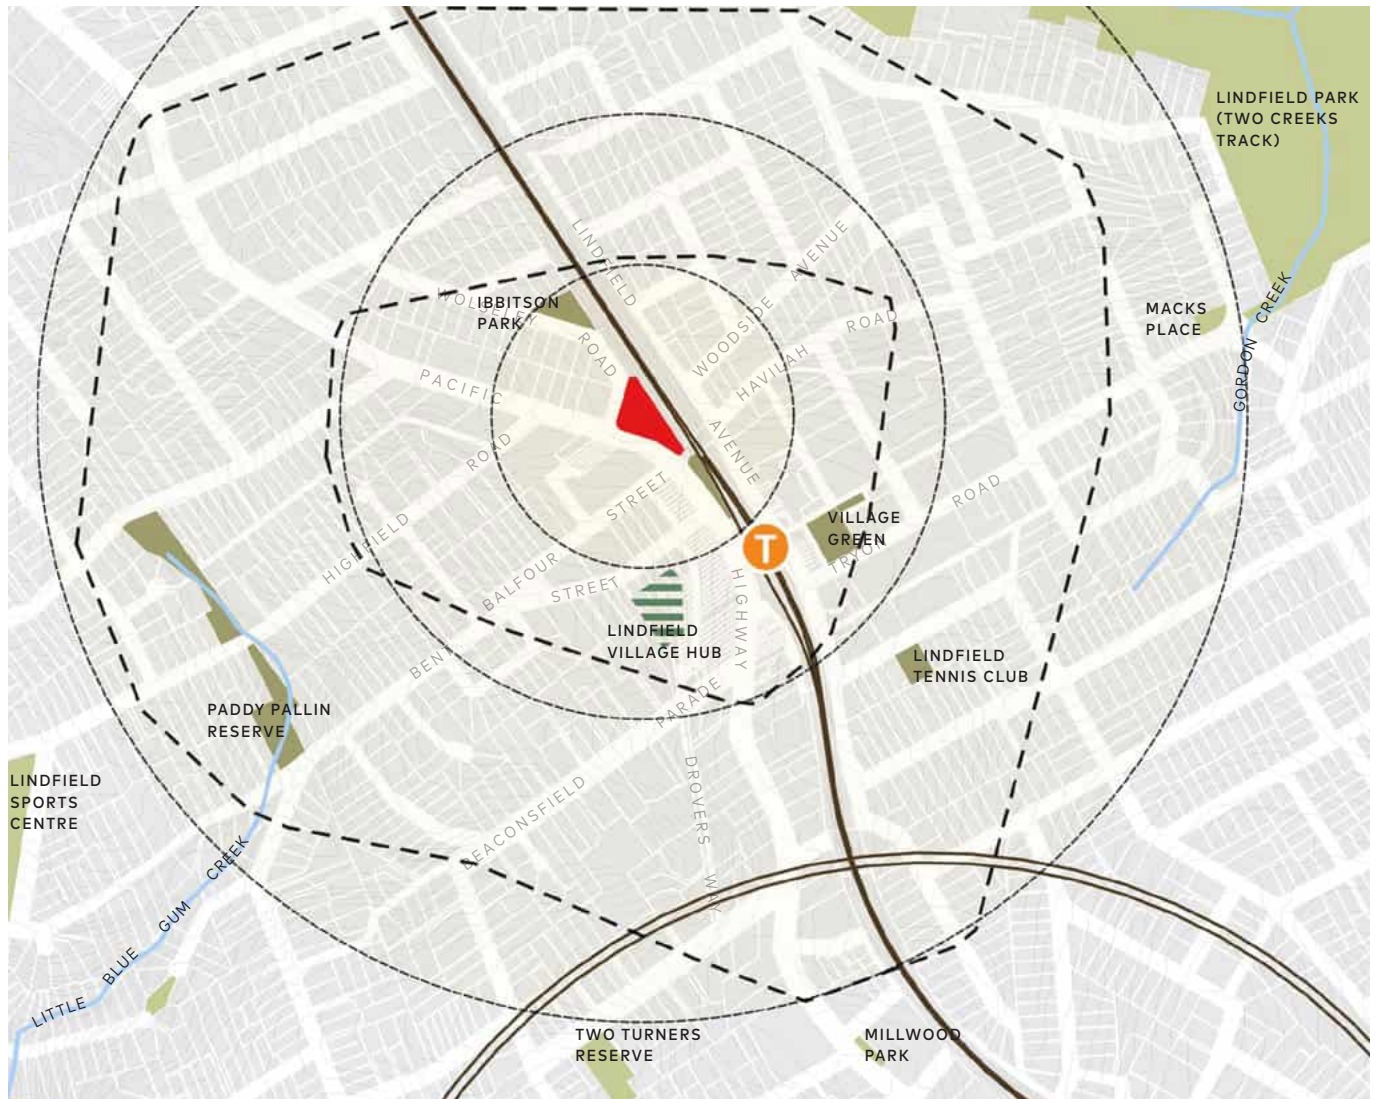 LINDFIELD PARK
(TWO CREEKS
TRACK)
LINDFIELD
AVENUE
WOODSIDE AVENUE
HAVILAH ROAD
IBBITSON
PARK
ROAD
PACIFIC
HIGHWAY
MACKS
PLACE
GORDON CREEK
HIGHFIELD ROAD
BALFOUR STREET
BENT STREET
VILLAGE
GREEN
TRYON ROAD
T
LINDFIELD
VILLAGE HUB
LINDFIELD
TENNIS CLUB
PADDY PALLIN
RESERVE
BEACONSFIELD PARADE
DROVERS WAY
LINDFIELD
SPORTS
CENTRE
LITTLE BLUE GUM CREEK
TWO TURNERS
RESERVE
MILLWOOD
PARK